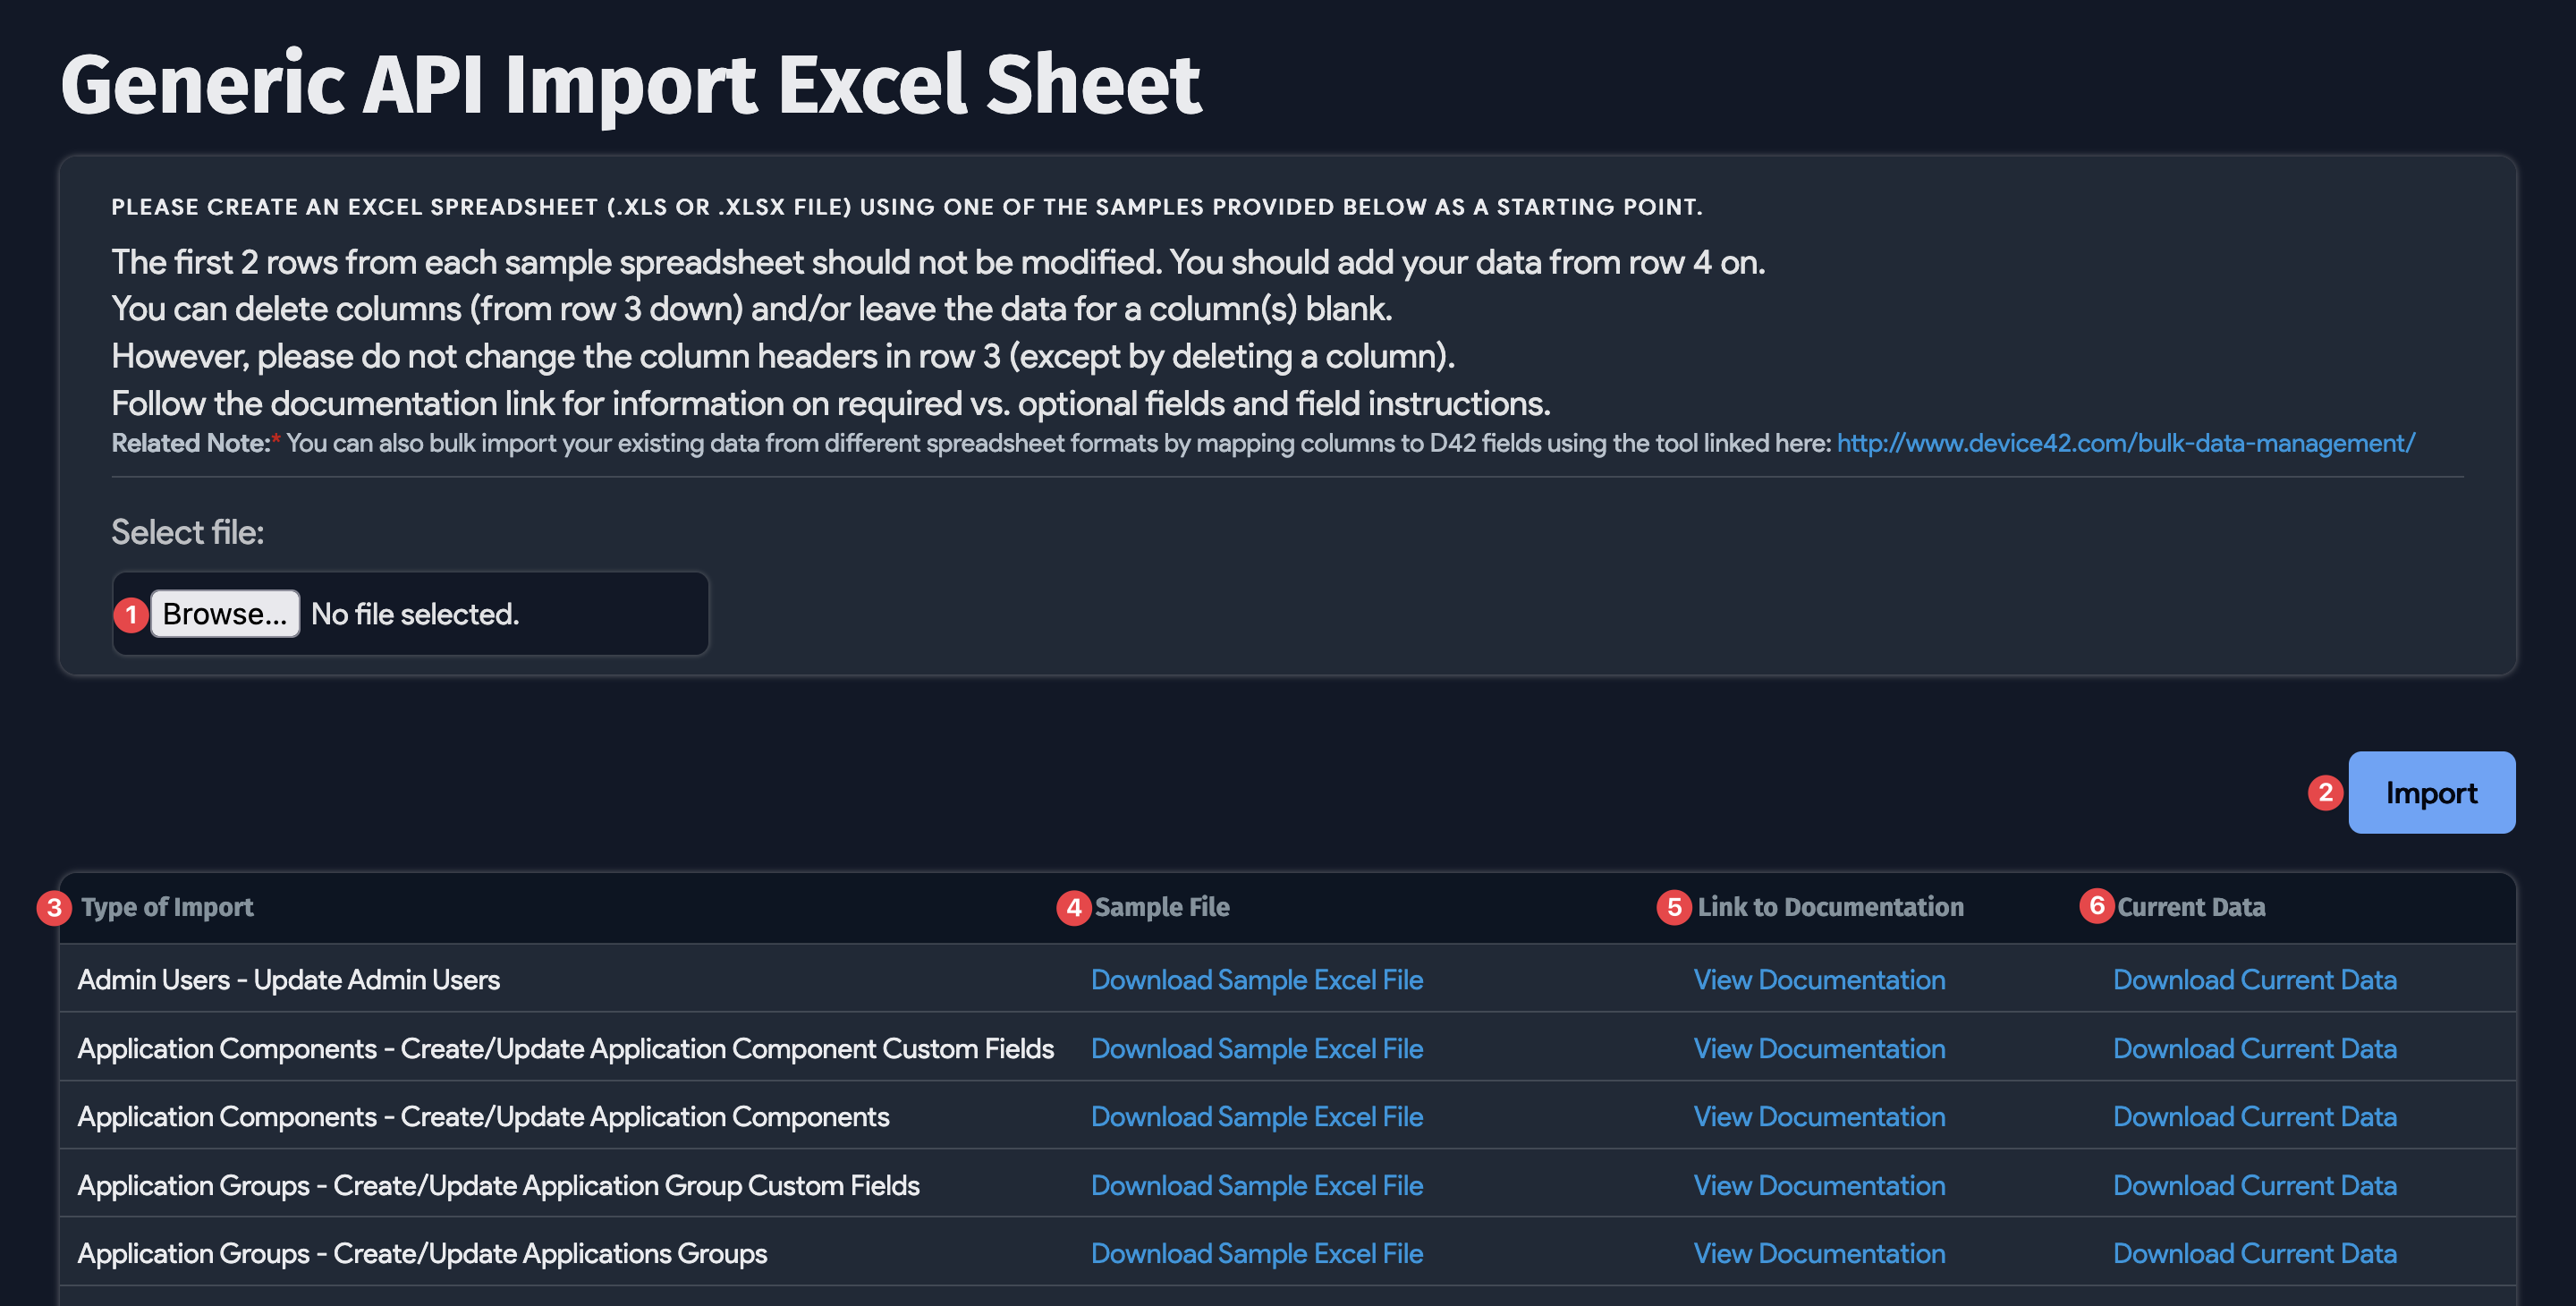 Generic API Import Excel Sheet
PLEASE CREATE AN EXCEL SPREADSHEET (.XLS OR .XLSX FILE) USING ONE OF THE SAMPLES PROVIDED BELOW AS A STARTING POINT.
The first 2 rows from each sample spreadsheet should not be modified. You should add your data from row 4 on.
You can delete columns (from row 3 down) and/or leave the data for a column(s) blank.
However, please do not change the column headers in row 3 (except by deleting a column).
Follow the documentation link for information on required vs. optional fields and field instructions.
Related Note:* You can also bulk import your existing data from different spreadsheet formats by mapping columns to D42 fields using the tool linked here: http://www.device42.com/bulk-data-management/
Select file:
1 Browse... No file selected.
2 Import
3 Type of Import 4 Sample File 5 Link to Documentation 6 Current Data
Admin Users - Update Admin Users Download Sample Excel File View Documentation Download Current Data
Application Components - Create/Update Application Component Custom Fields Download Sample Excel File View Documentation Download Current Data
Application Components - Create/Update Application Components Download Sample Excel File View Documentation Download Current Data
Application Groups - Create/Update Application Group Custom Fields Download Sample Excel File View Documentation Download Current Data
Application Groups - Create/Update Applications Groups Download Sample Excel File View Documentation Download Current Data